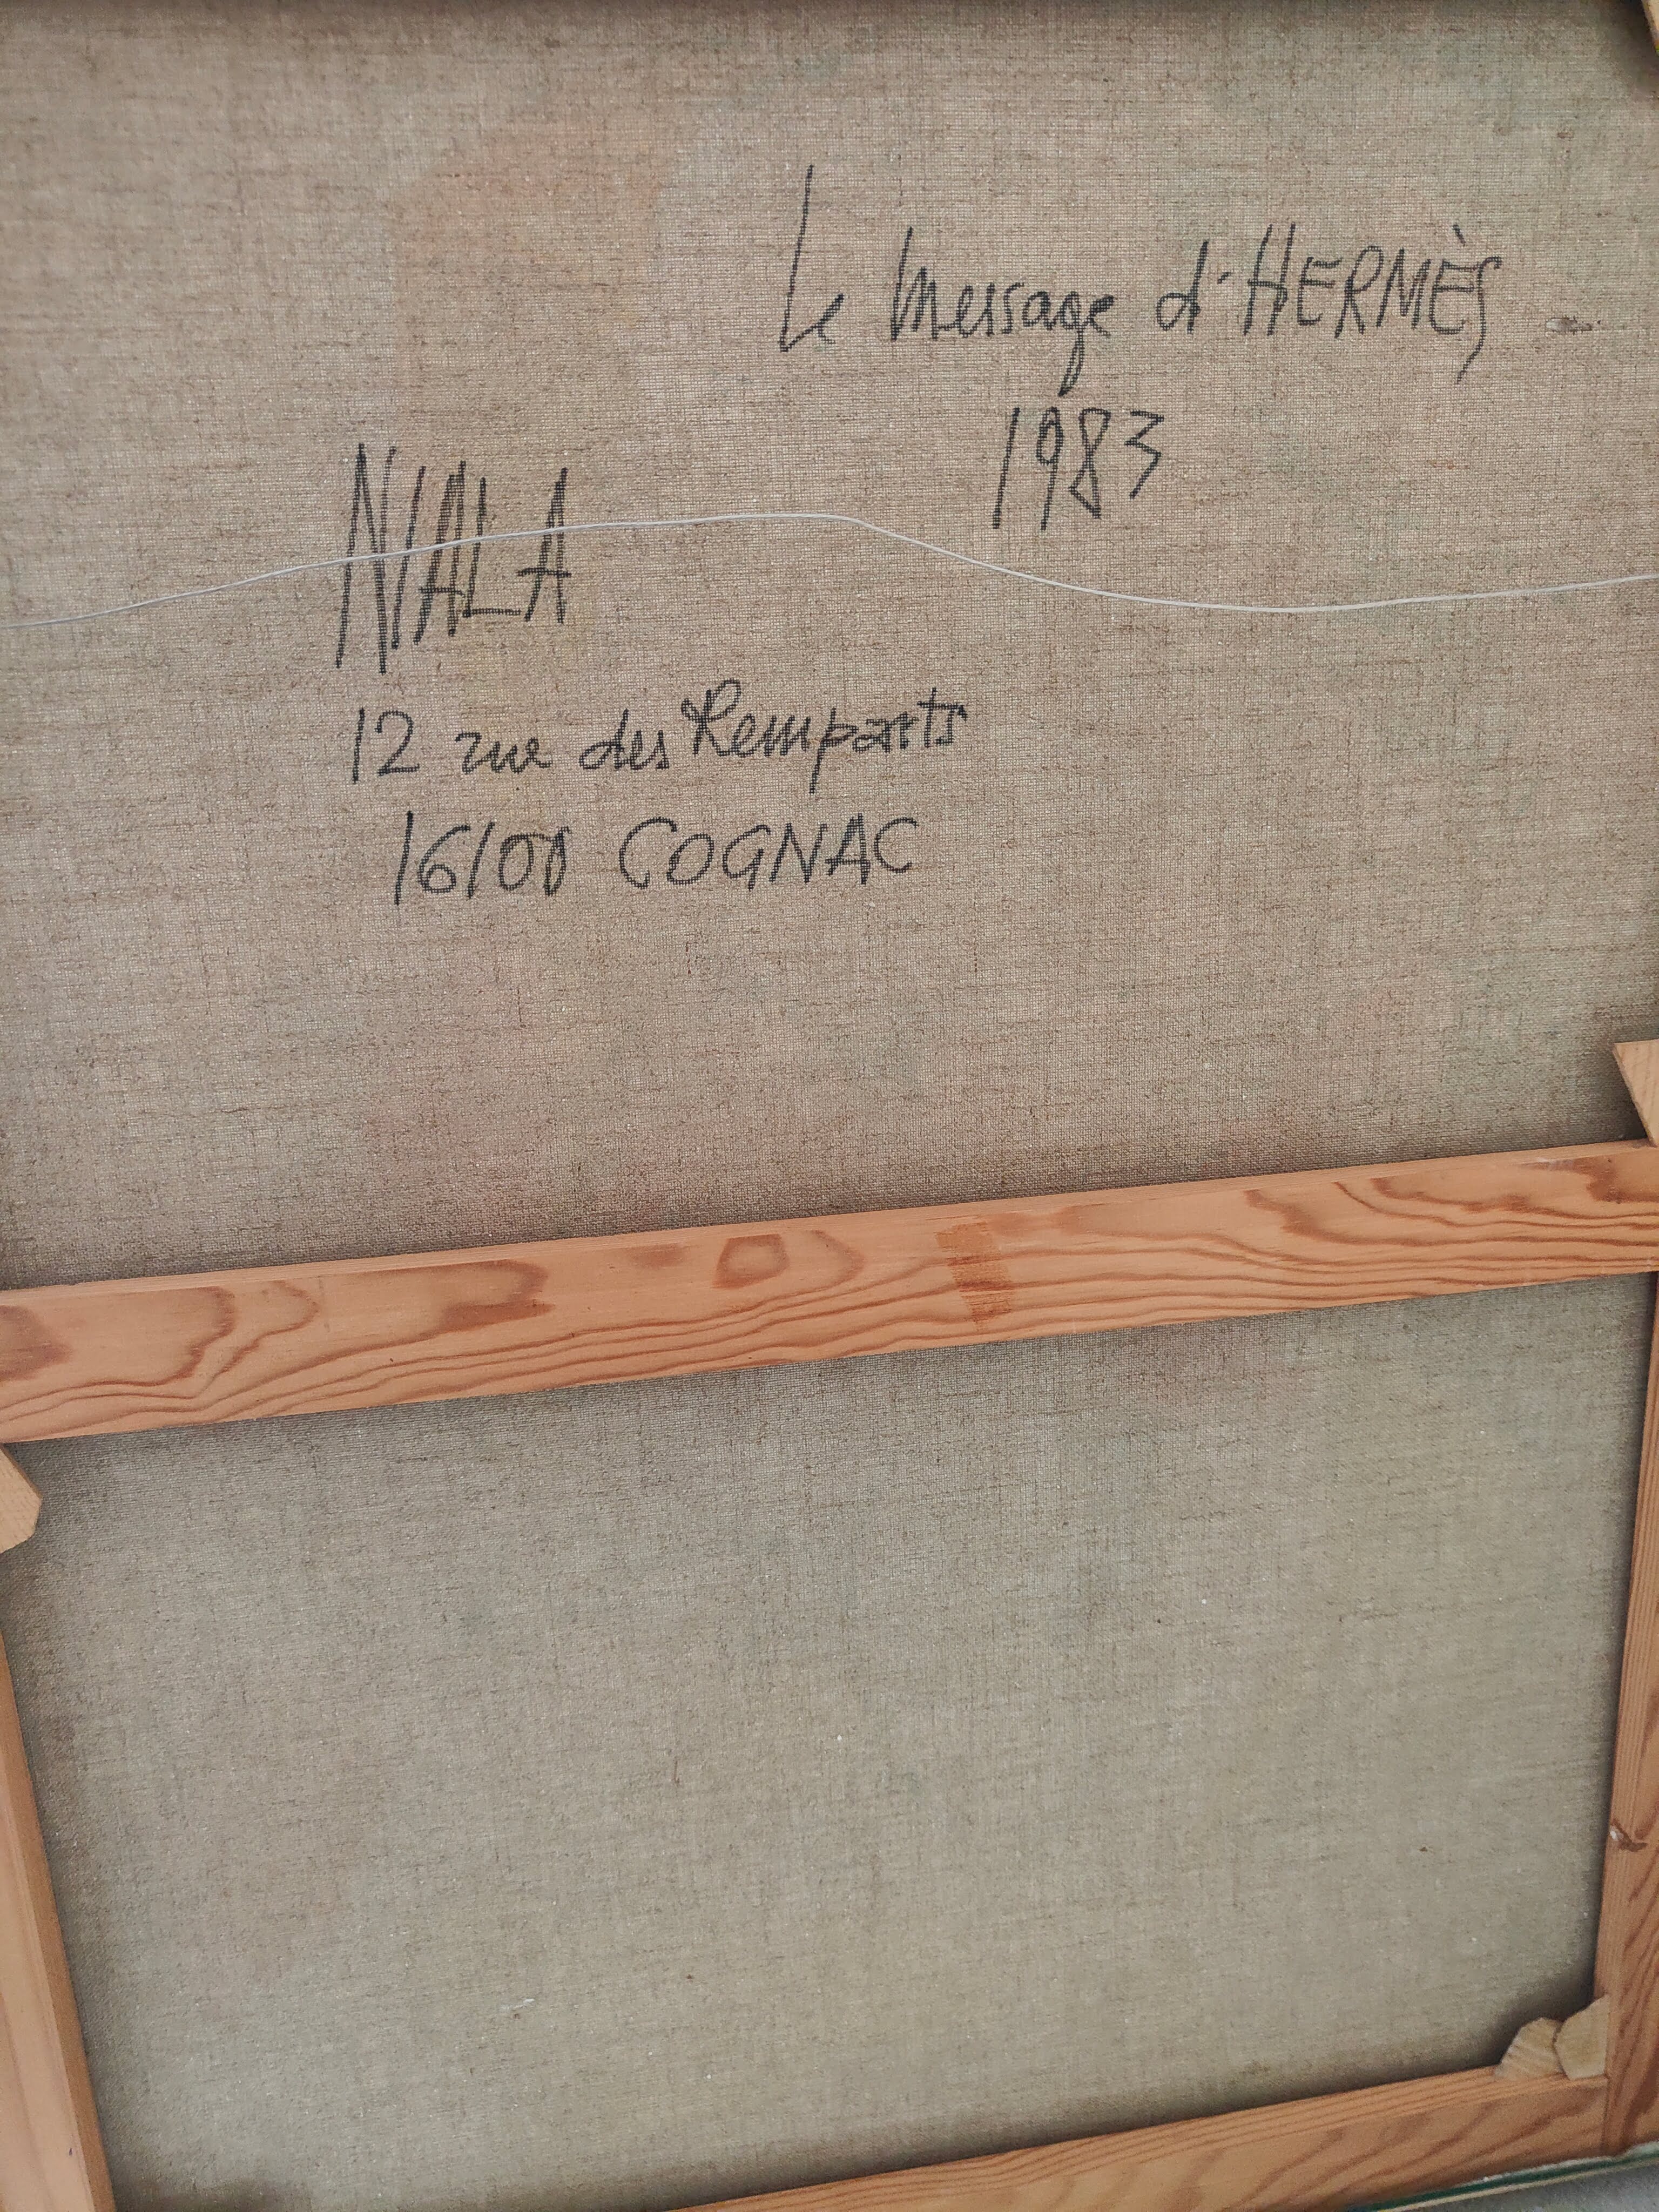 Le Message d'HERMÈS
1983
NIALA
12 rue des Remparts
16100 COGNAC